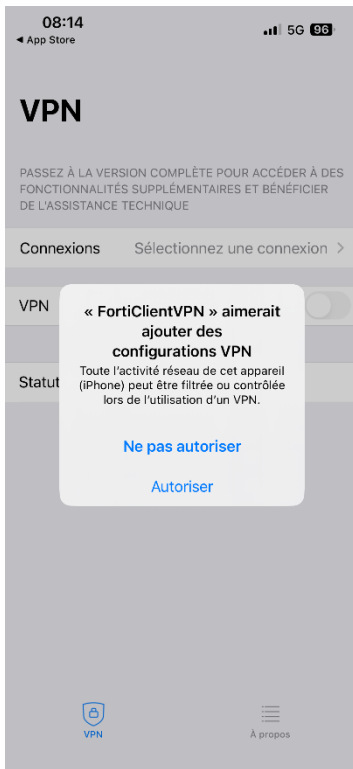 08:14
5G 96
◀ App Store
VPN
PASSEZ À LA VERSION COMPLÈTE POUR ACCÉDER À DES
FONCTIONNALITÉS SUPPLÉMENTAIRES ET BÉNÉFICIER
DE L'ASSISTANCE TECHNIQUE
Connexions Sélectionnez une connexion >
VPN
« FortiClientVPN » aimerait
ajouter des
configurations VPN
Toute l'activité réseau de cet appareil
(iPhone) peut être filtrée ou contrôlée
lors de l'utilisation d'un VPN.
Statut
Ne pas autoriser
Autoriser
VPN
À propos